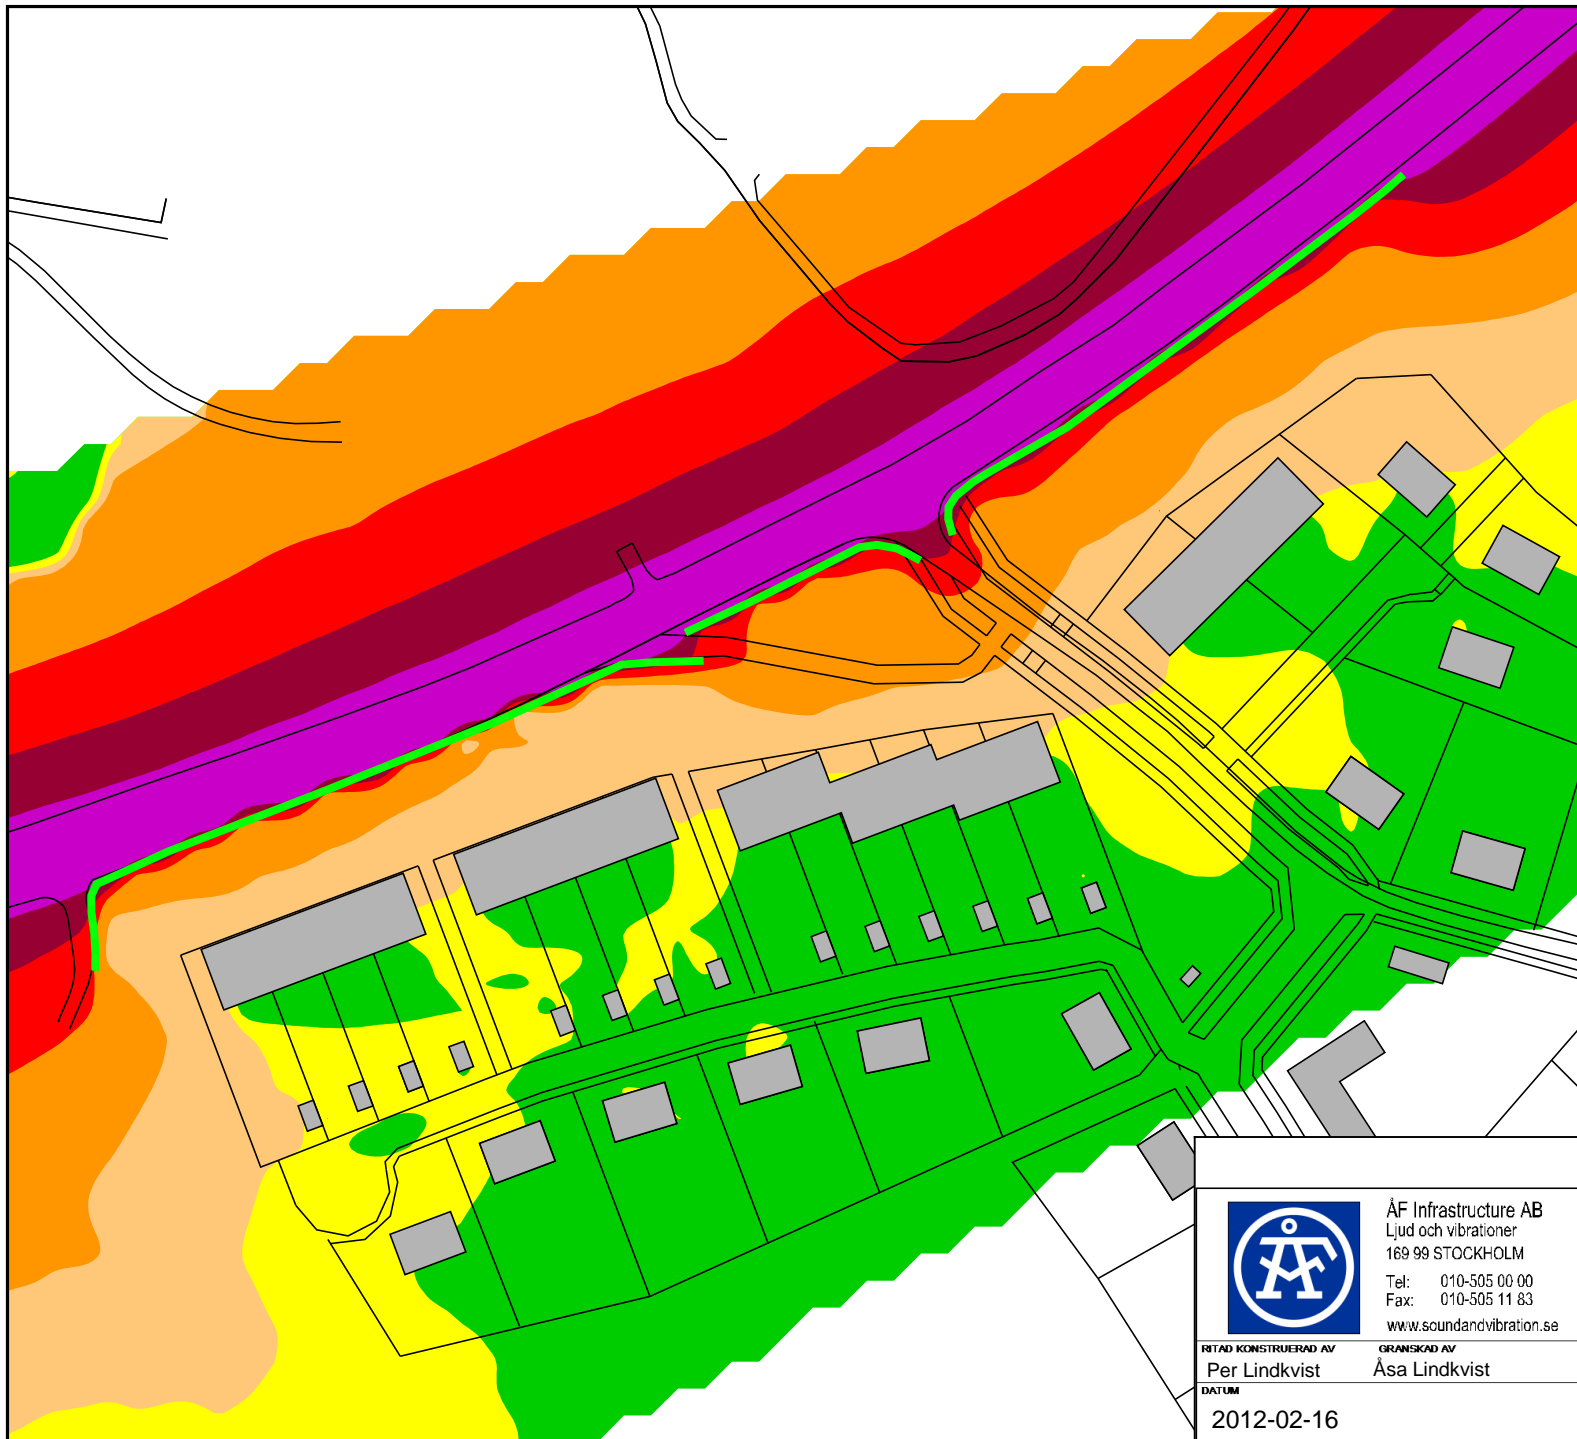 ÅF
ÅF Infrastructure AB
Ljud och vibrationer
169 99 STOCKHOLM
Tel: 010-505 00 00
Fax: 010-505 11 83
www.soundandvibration.se
RITAD KONSTRUERAD AV GRANSKAD AV
Per Lindkvist Åsa Lindkvist
DATUM
2012-02-16